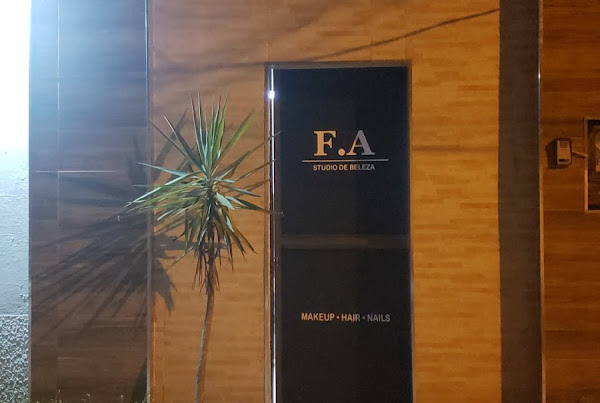 F.A
STUDIO DE BELEZA
MAKEUP • HAIR • NAILS